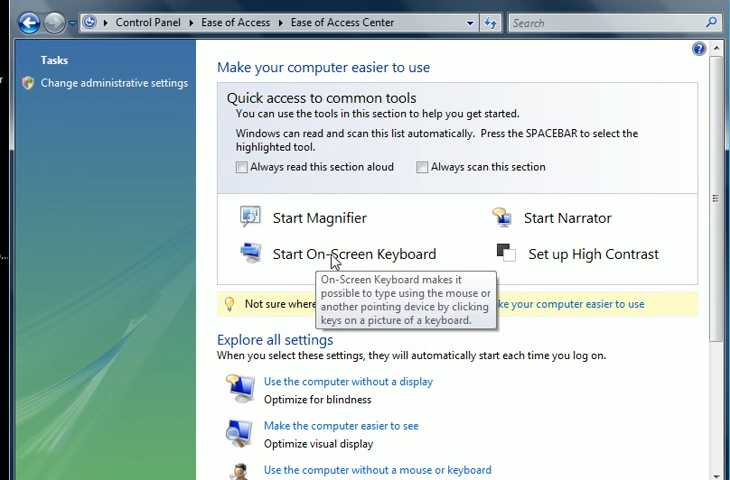 Control Panel Ease of Access Ease of Access Center Search
Tasks
Change administrative settings
Make your computer easier to use
Quick access to common tools
You can use the tools in this section to help you get started.
Windows can read and scan this list automatically. Press the SPACEBAR to select the
highlighted tool.
Always read this section aloud Always scan this section
Start Magnifier Start Narrator
Start On-Screen Keyboard Set up High Contrast
On-Screen Keyboard makes it
possible to type using the mouse or
another pointing device by clicking
keys on a picture of a keyboard.
Not sure where ke your computer easier to use
Explore all settings
When you select these settings, they will automatically start each time you log on.
Use the computer without a display
Optimize for blindness
Make the computer easier to see
Optimize visual display
Use the computer without a mouse or keyboard